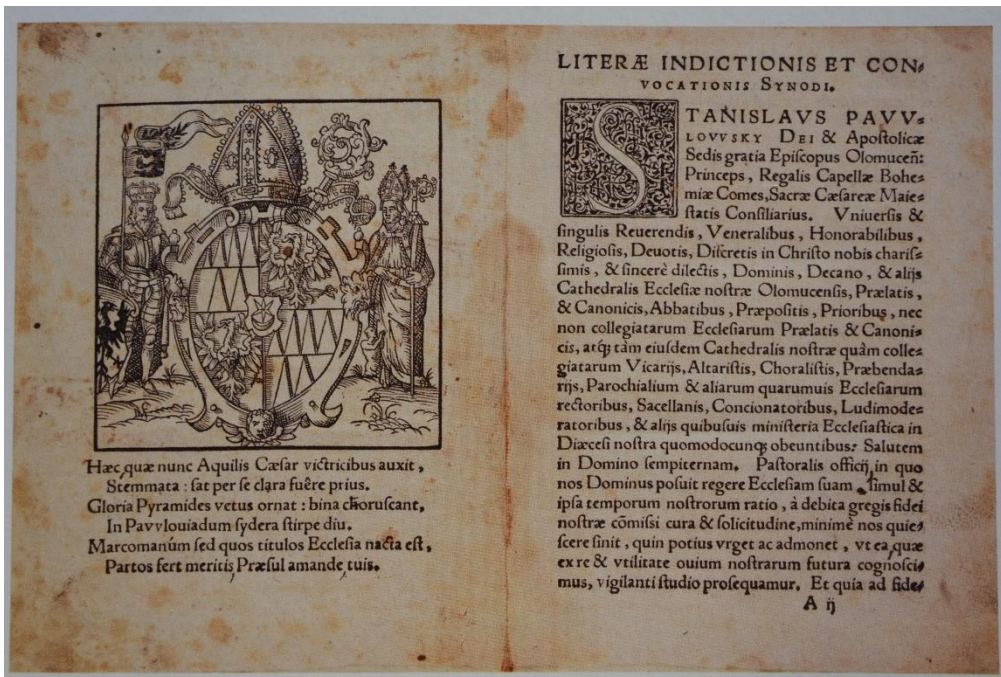 Hæc quæ nunc Aquilis Cæsar victricibus auxit,
Stemmata : sat per se clara fuêre prius.
Gloria Pyramides vetus ornat : bina choruscant,
In Pavvlouiadum ſydera ſtirpe diu.
Marcomanúm ſed quos titulos Eccleſia nacta eſt,
Partos fert meritis Præſul amande tuis.
LITERÆ INDICTIONIS ET CON⸗
VOCATIONIS SYNODI.
STANISLAVS PAVV⸗
LOVVSKY DEI & Apoſtolicæ
Sedis gratia Epiſcopus Olomuceñ:
Princeps, Regalis Capellæ Bohe⸗
miæ Comes, Sacræ Cæſareæ Maie⸗
ſtatis Conſiliarius. Vniuerſis &
ſingulis Reuerendis, Veneralibus, Honorabilibus,
Religioſis, Deuotis, Diſcretis in Chriſto nobis chariſ⸗
ſimis, & ſincerè dilectis, Dominis, Decano, & alijs
Cathedralis Eccleſiæ noſtræ Olomucenſis, Prælatis,
& Canonicis, Abbatibus, Præpoſitis, Prioribus, nec
non collegiatarum Eccleſiarum Prælatis & Canoni⸗
cis, atq; tàm eiuſdem Cathedralis noſtræ quàm colle⸗
giatarum Vicarijs, Altariſtis, Choraliſtis, Præbenda⸗
rijs, Parochialium & aliarum quarumuis Eccleſiarum
rectoribus, Sacellanis, Concionatoribus, Ludimode⸗
ratoribus, & alijs quibuſuis miniſteria Eccleſiaſtica in
Diæceſi noſtra quomodocunq; obeuntibus: Salutem
in Domino ſempiternam. Paſtoralis officij, in quo
nos Dominus poſuit regere Eccleſiam ſuam, ſimul &
ipſa temporum noſtrorum ratio, à debita gregis fidei
noſtræ cõmiſsi cura & ſolicitudine, minimè nos quie⸗
ſcere ſinit, quin potius vrget ac admonet, vt ea, quæ
ex re & vtilitate ouium noſtrarum futura cognoſci⸗
mus, vigilanti ſtudio proſequamur. Et quia ad fide⸗
A ij